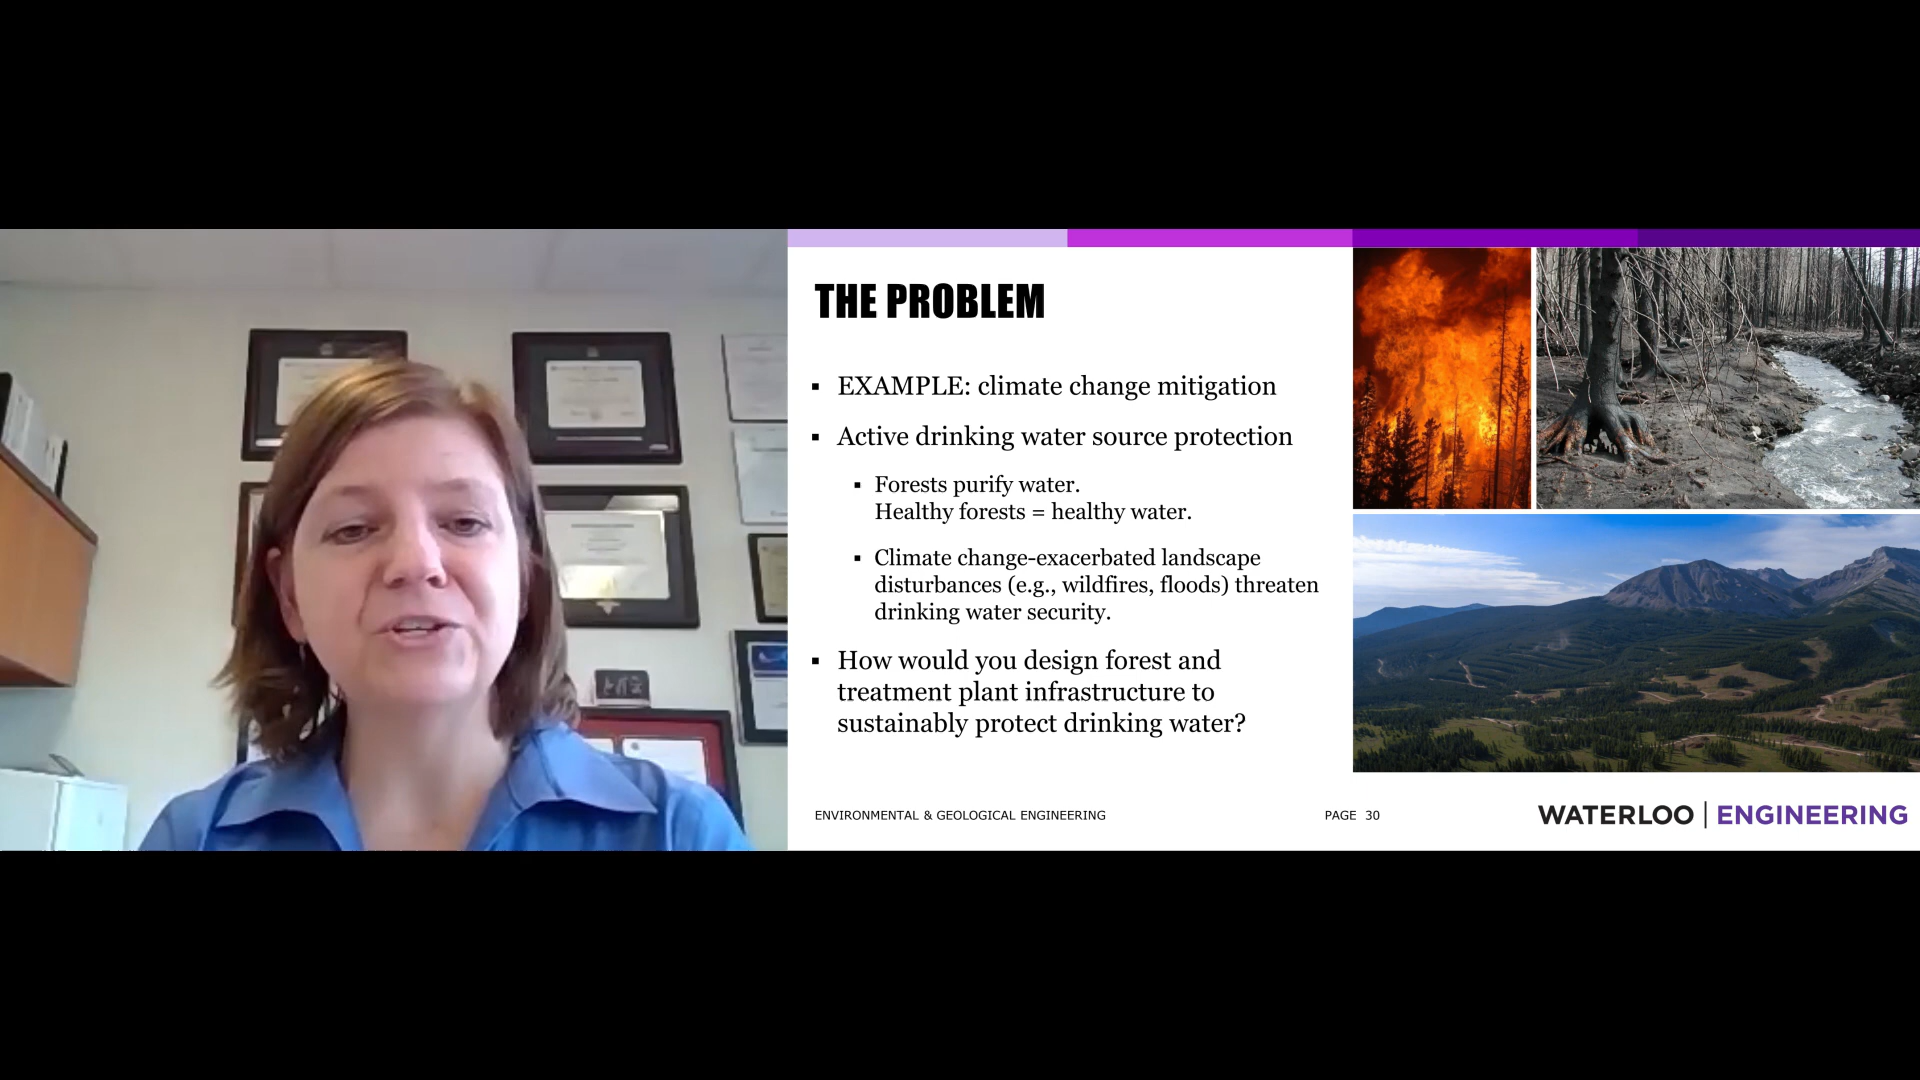 THE PROBLEM
▪ EXAMPLE: climate change mitigation
▪ Active drinking water source protection
▪ Forests purify water.
Healthy forests = healthy water.
▪ Climate change-exacerbated landscape
disturbances (e.g., wildfires, floods) threaten
drinking water security.
▪ How would you design forest and
treatment plant infrastructure to
sustainably protect drinking water?
ENVIRONMENTAL & GEOLOGICAL ENGINEERING
PAGE 30
WATERLOO | ENGINEERING